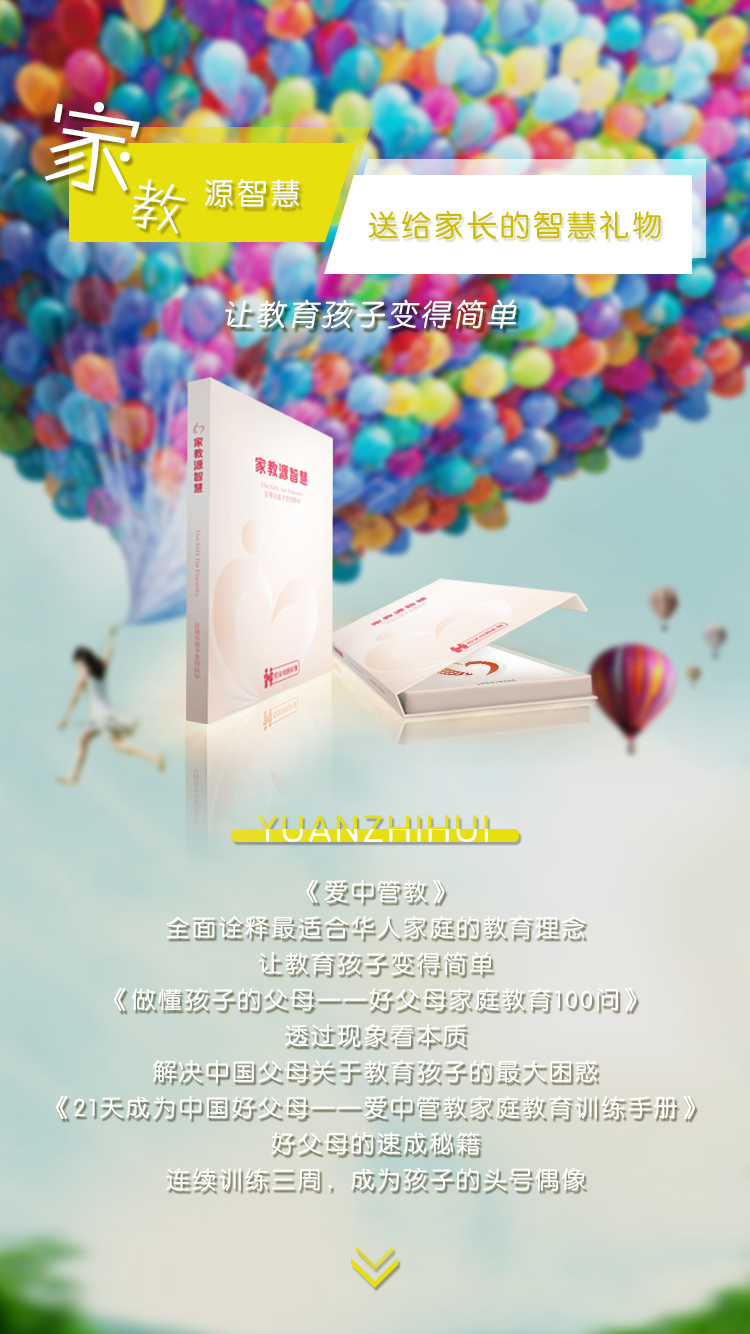 家教源智慧
送给家长的智慧礼物
让教育孩子变得简单
家教源智慧
家教源智慧
YUANZHIHUI
《爱中管教》
全面诠释最适合华人家庭的教育理念
让教育孩子变得简单
《做懂孩子的父母——好父母家庭教育100问》
透过现象看本质
解决中国父母关于教育孩子的最大困惑
《21天成为中国好父母——爱中管教家庭教育训练手册》
好父母的速成秘籍
连续训练三周，成为孩子的头号偶像